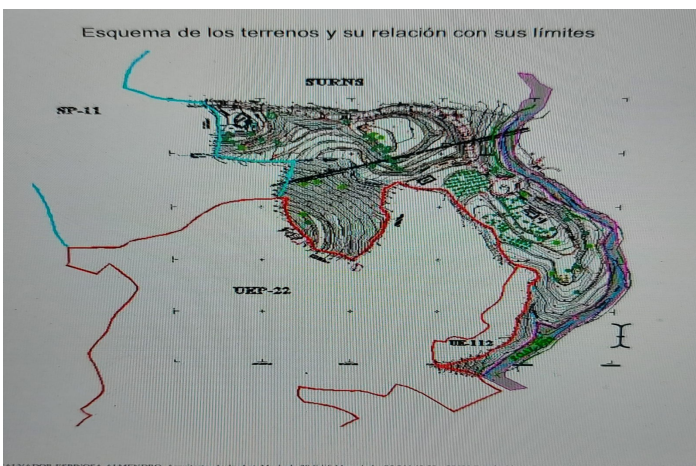 Esquema de los terrenos y su relación con sus límites
SURNS
SP-11
UEP-22
UE-112